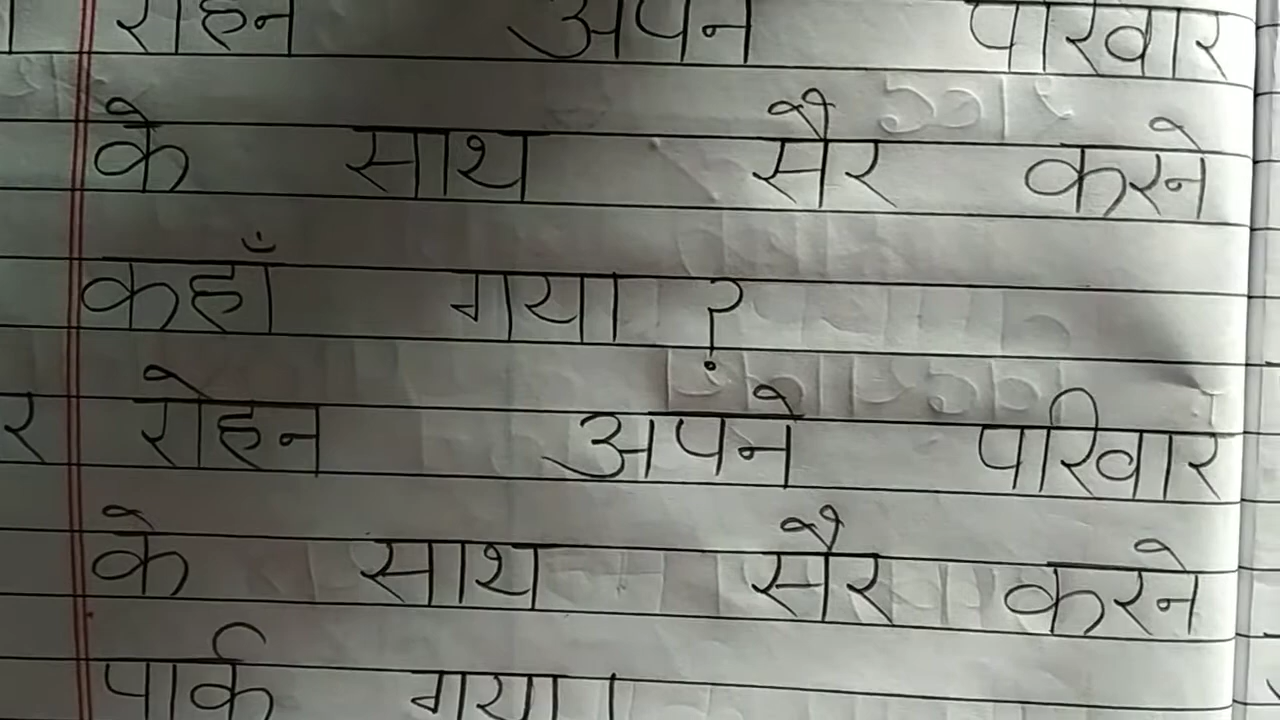 रोहन अपने परिवार
के साथ सैर करने
कहाँ गया ?
र रोहन अपने परिवार
के साथ सैर करने
पार्क गया ।